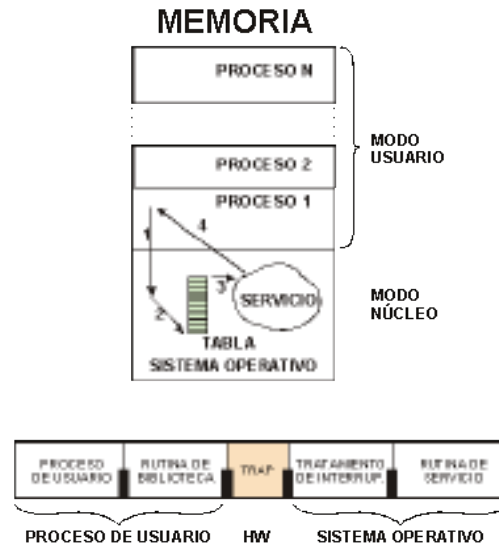 MEMORIA
PROCESO N
MODO
USUARIO
PROCESO 2
PROCESO 1
1
4
2
3
SERVICIO
MODO
NÚCLEO
TABLA
SISTEMA OPERATIVO
PROCESO
DE USUARIO
RUTINA DE
BIBLIOTECA
TRAP
TRATAMIENTO
DE INTERRUP.
RUTINA DE
SERVICIO
PROCESO DE USUARIO
HW
SISTEMA OPERATIVO